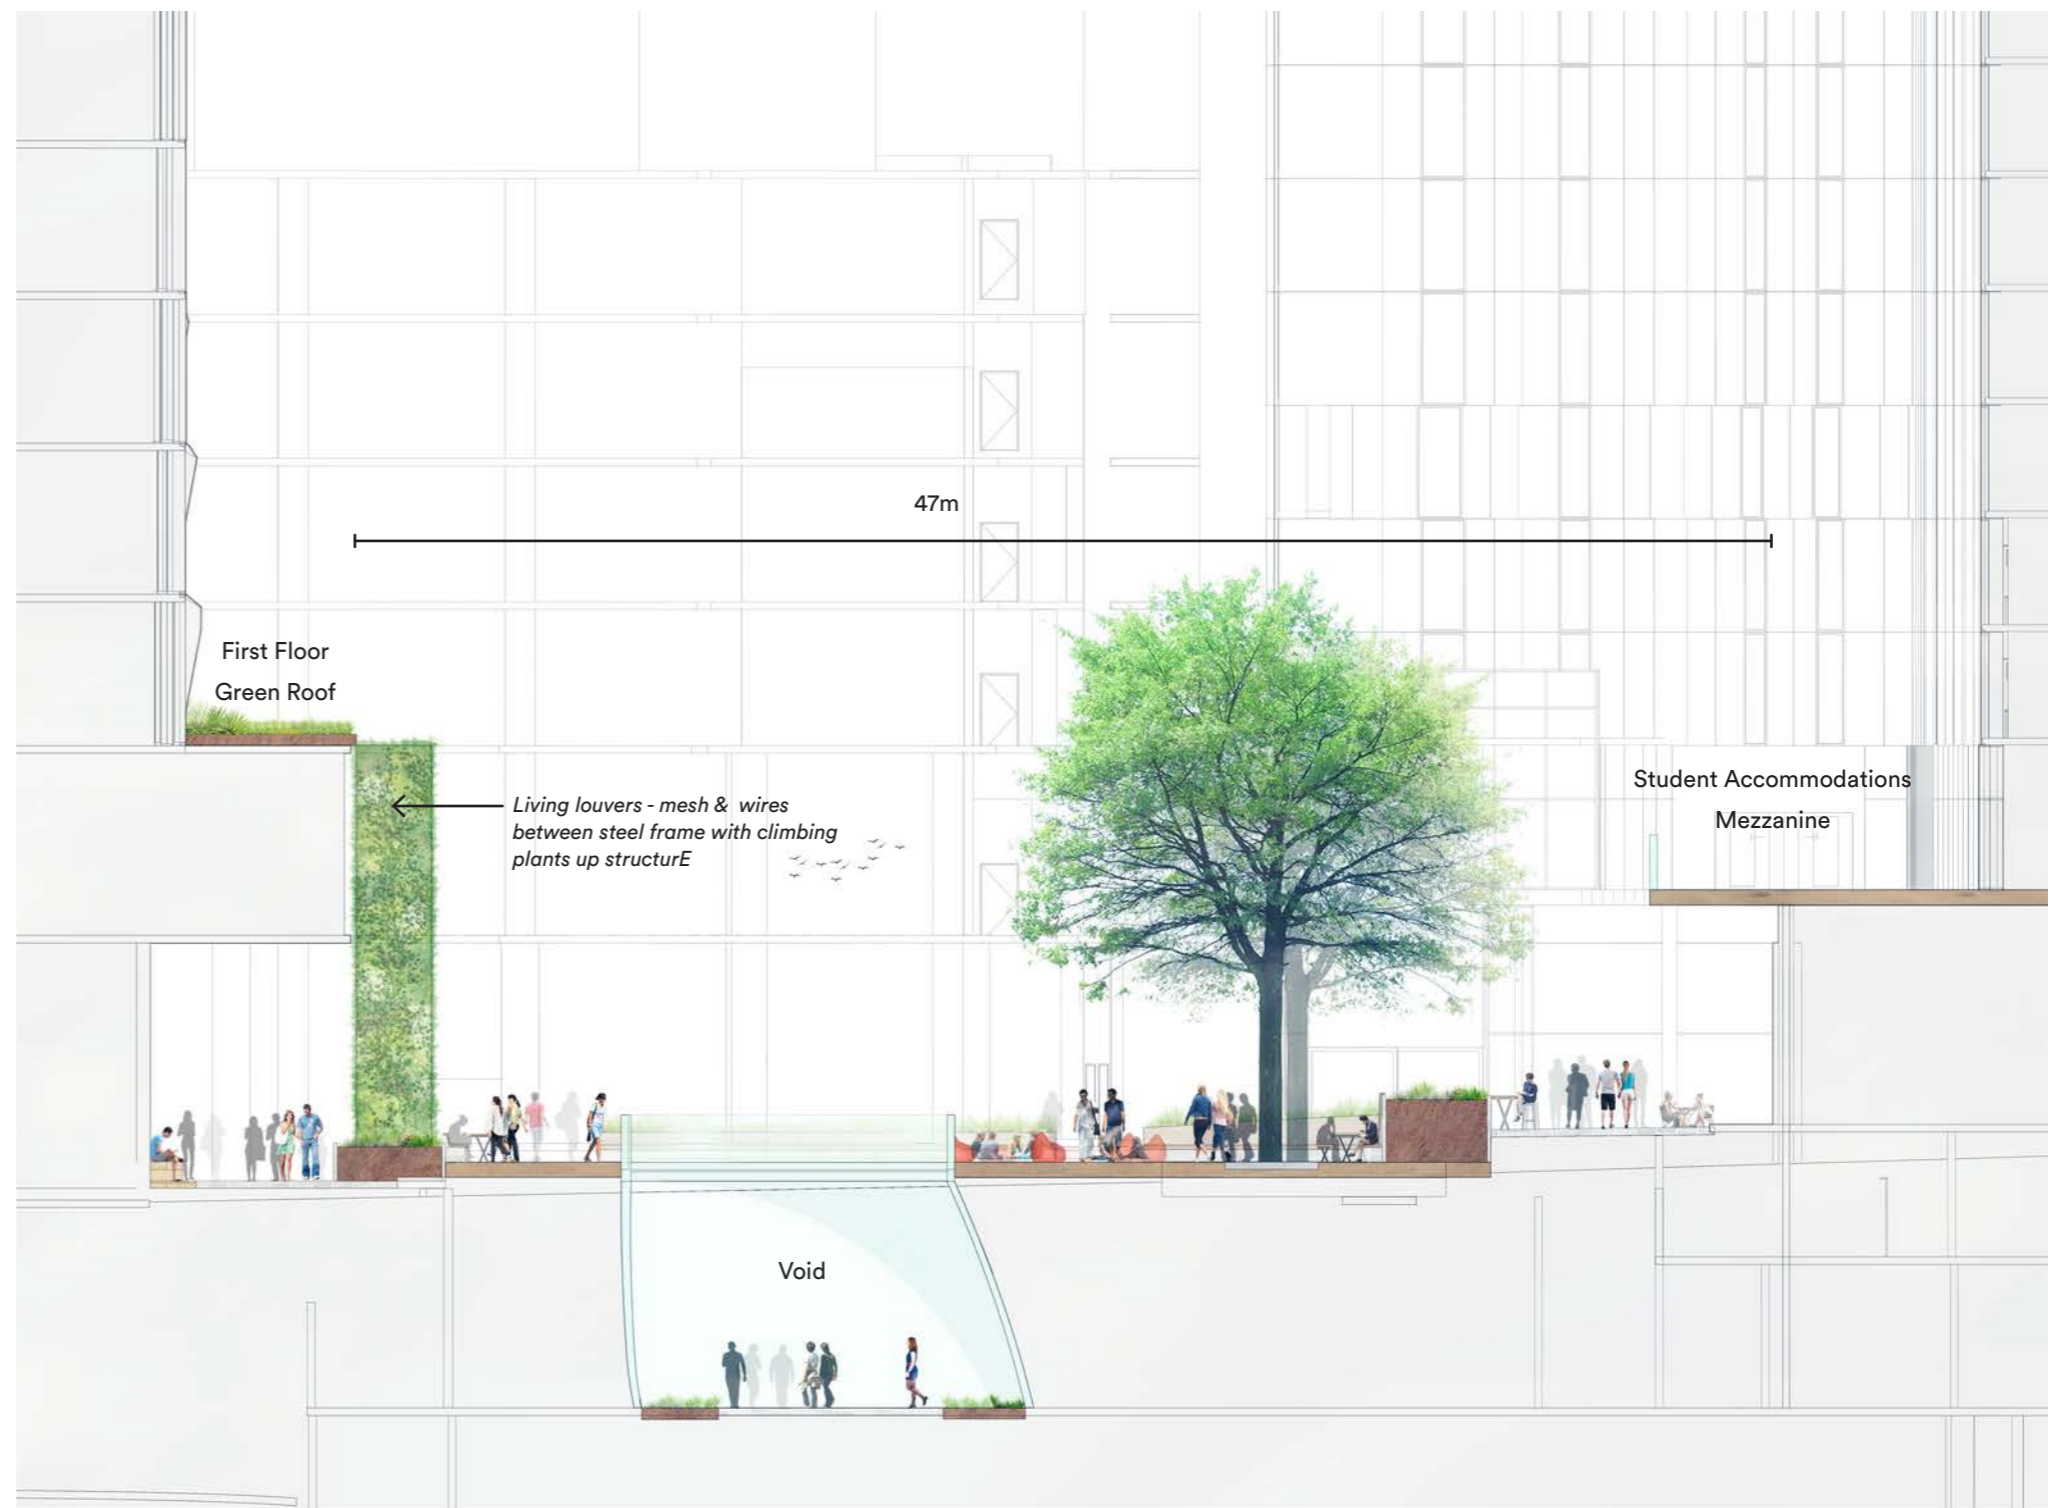 47m
First Floor
Green Roof
Living louvers - mesh & wires
between steel frame with climbing
plants up structurE
Student Accommodations
Mezzanine
Void